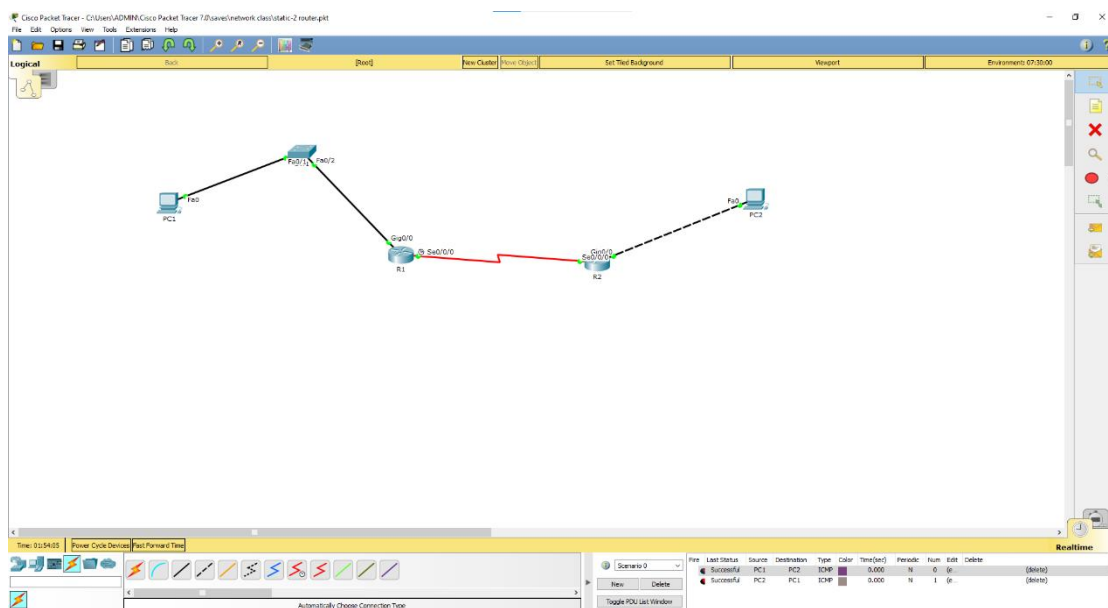 Cisco Packet Tracer - C:\Users\ADMIN\Cisco Packet Tracer 7.0\saves\network class\static-2 router.pkt
File Edit Options View Tools Extensions Help
Logical Back [Root] New Cluster Move Object Set Tiled Background Viewport Environment: 07:30:00
Fa0/1 Fa0/2
Fa0
PC1
Fa0
PC2
Gig0/0
Se0/0/0
R1
Gig0/0
Se0/0/0
R2
Time: 01:54:05 Power Cycle Devices Fast Forward Time Realtime
Scenario 0
New Delete
Toggle PDU List Window
Fire Last Status Source Destination Type Color Time(sec) Periodic Num Edit Delete
Successful PC1 PC2 ICMP 0.000 N 0 (e... (delete)
Successful PC2 PC1 ICMP 0.000 N 1 (e... (delete)
Automatically Choose Connection Type